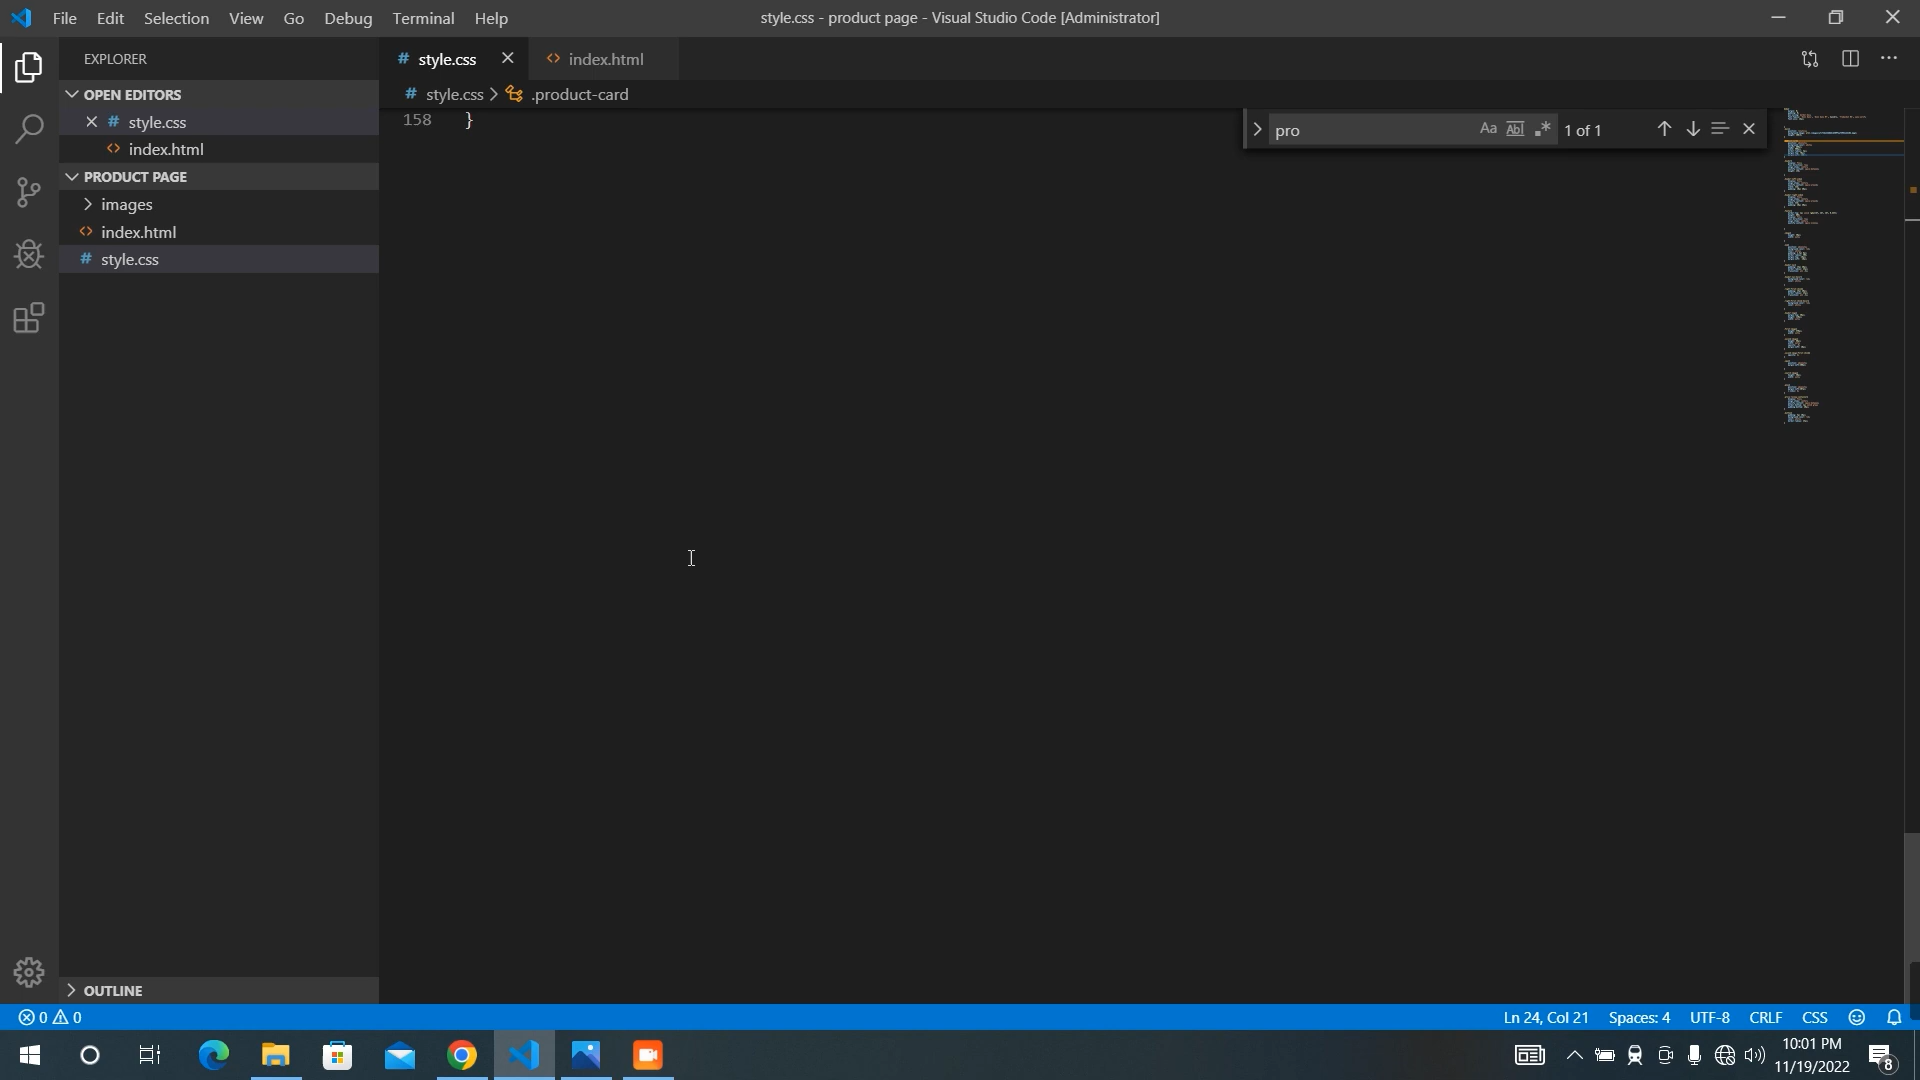 File Edit Selection View Go Debug Terminal Help style.css - product page - Visual Studio Code [Administrator]
EXPLORER
# style.css
<> index.html
OPEN EDITORS
# style.css > .product-card
# style.css
<> index.html
PRODUCT PAGE
images
<> index.html
# style.css
158 }
pro Aa Abl .* 1 of 1
OUTLINE
0 0 Ln 24, Col 21 Spaces: 4 UTF-8 CRLF CSS
10:01 PM
11/19/2022
8